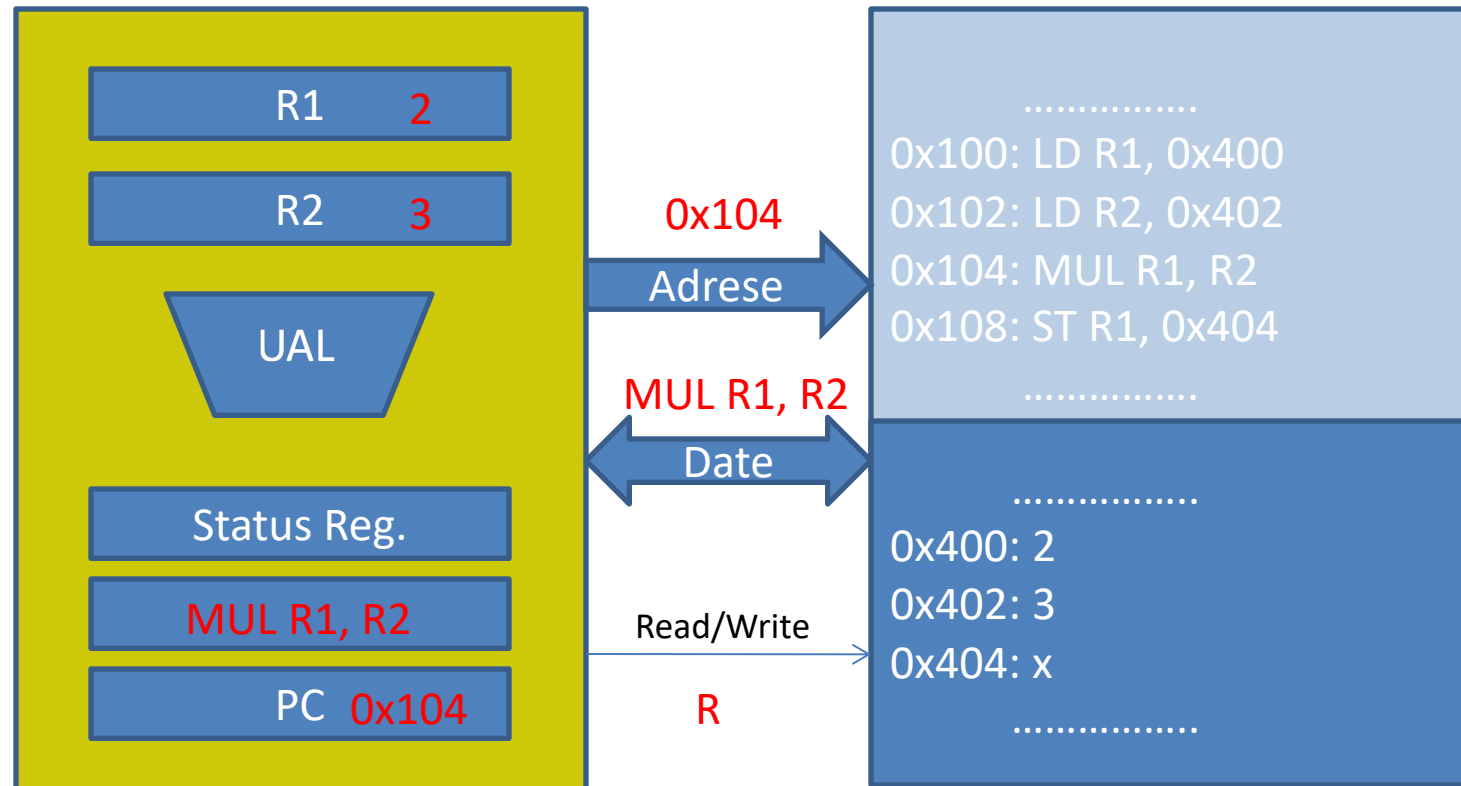 R1 2
R2 3
UAL
Status Reg.
MUL R1, R2
PC 0x104
0x104
Adrese
MUL R1, R2
Date
Read/Write
R
…………….
0x100: LD R1, 0x400
0x102: LD R2, 0x402
0x104: MUL R1, R2
0x108: ST R1, 0x404
…………….
……………..
0x400: 2
0x402: 3
0x404: x
……………..